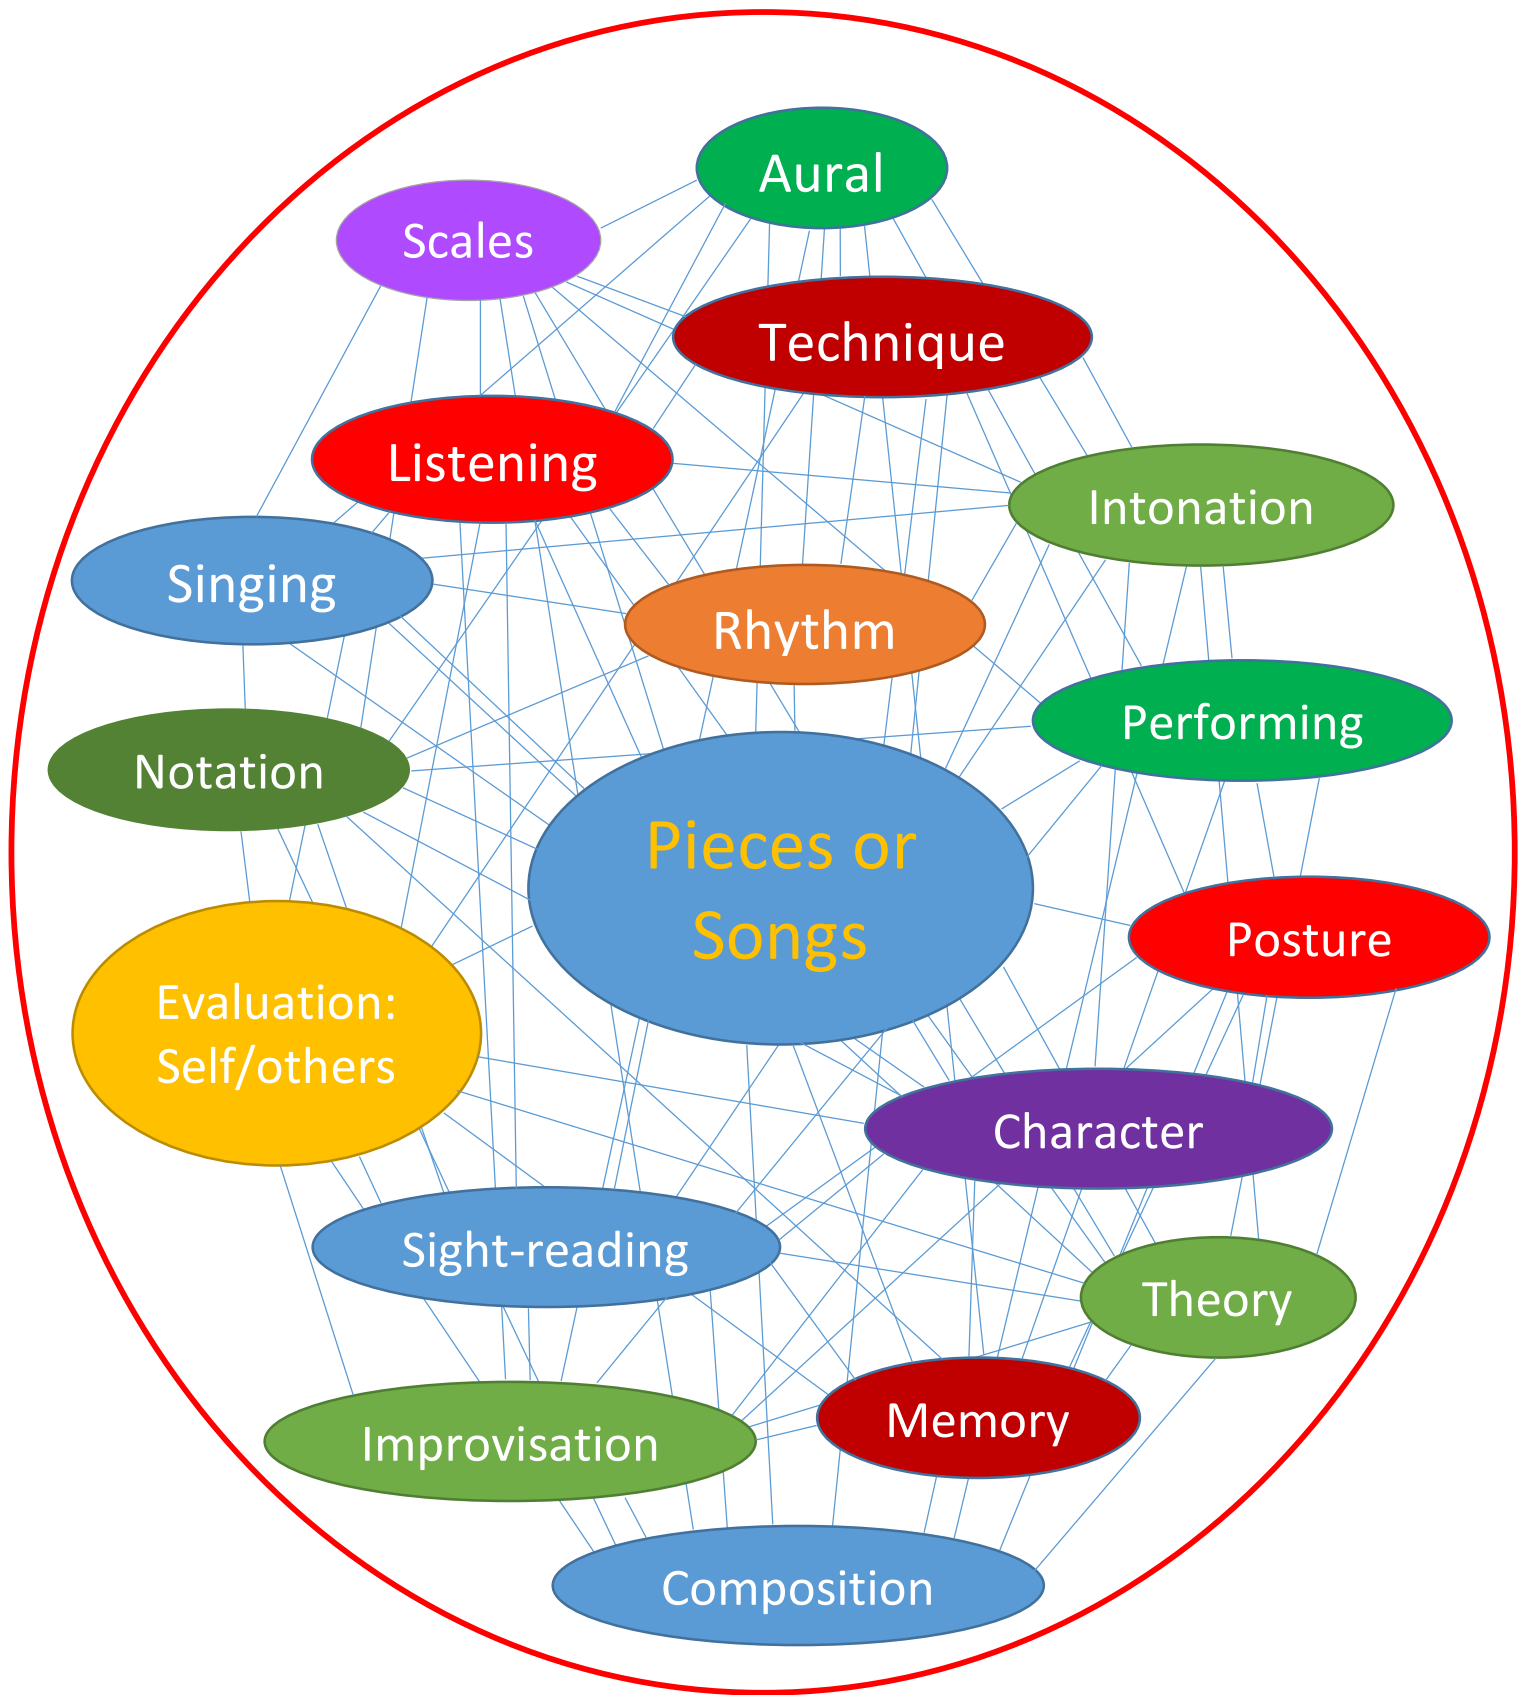 Aural
Scales
Technique
Listening
Intonation
Singing
Rhythm
Performing
Notation
Pieces or
Songs
Posture
Evaluation:
Self/others
Character
Sight-reading
Theory
Memory
Improvisation
Composition